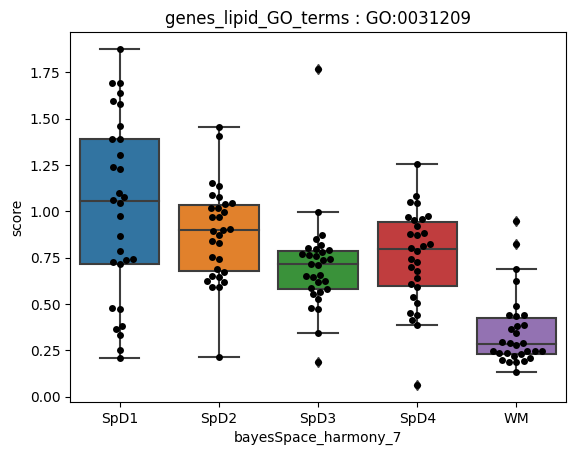 genes_lipid_GO_terms : GO:0031209
score
1.75
1.50
1.25
1.00
0.75
0.50
0.25
0.00
SpD1 SpD2 SpD3 SpD4 WM
bayesSpace_harmony_7